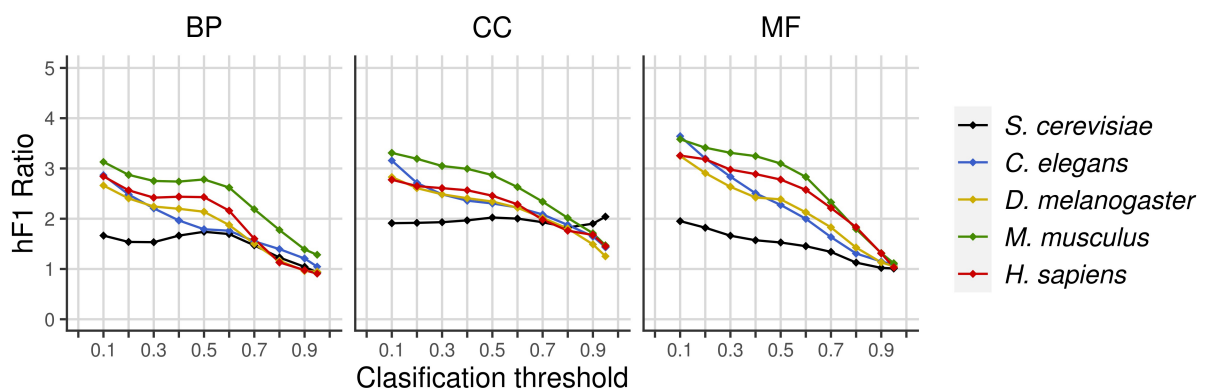 BP
CC
MF
hF1 Ratio
5
4
3
2
1
0
0.1 0.3 0.5 0.7 0.9
0.1 0.3 0.5 0.7 0.9
0.1 0.3 0.5 0.7 0.9
Clasification threshold
S. cerevisiae
C. elegans
D. melanogaster
M. musculus
H. sapiens